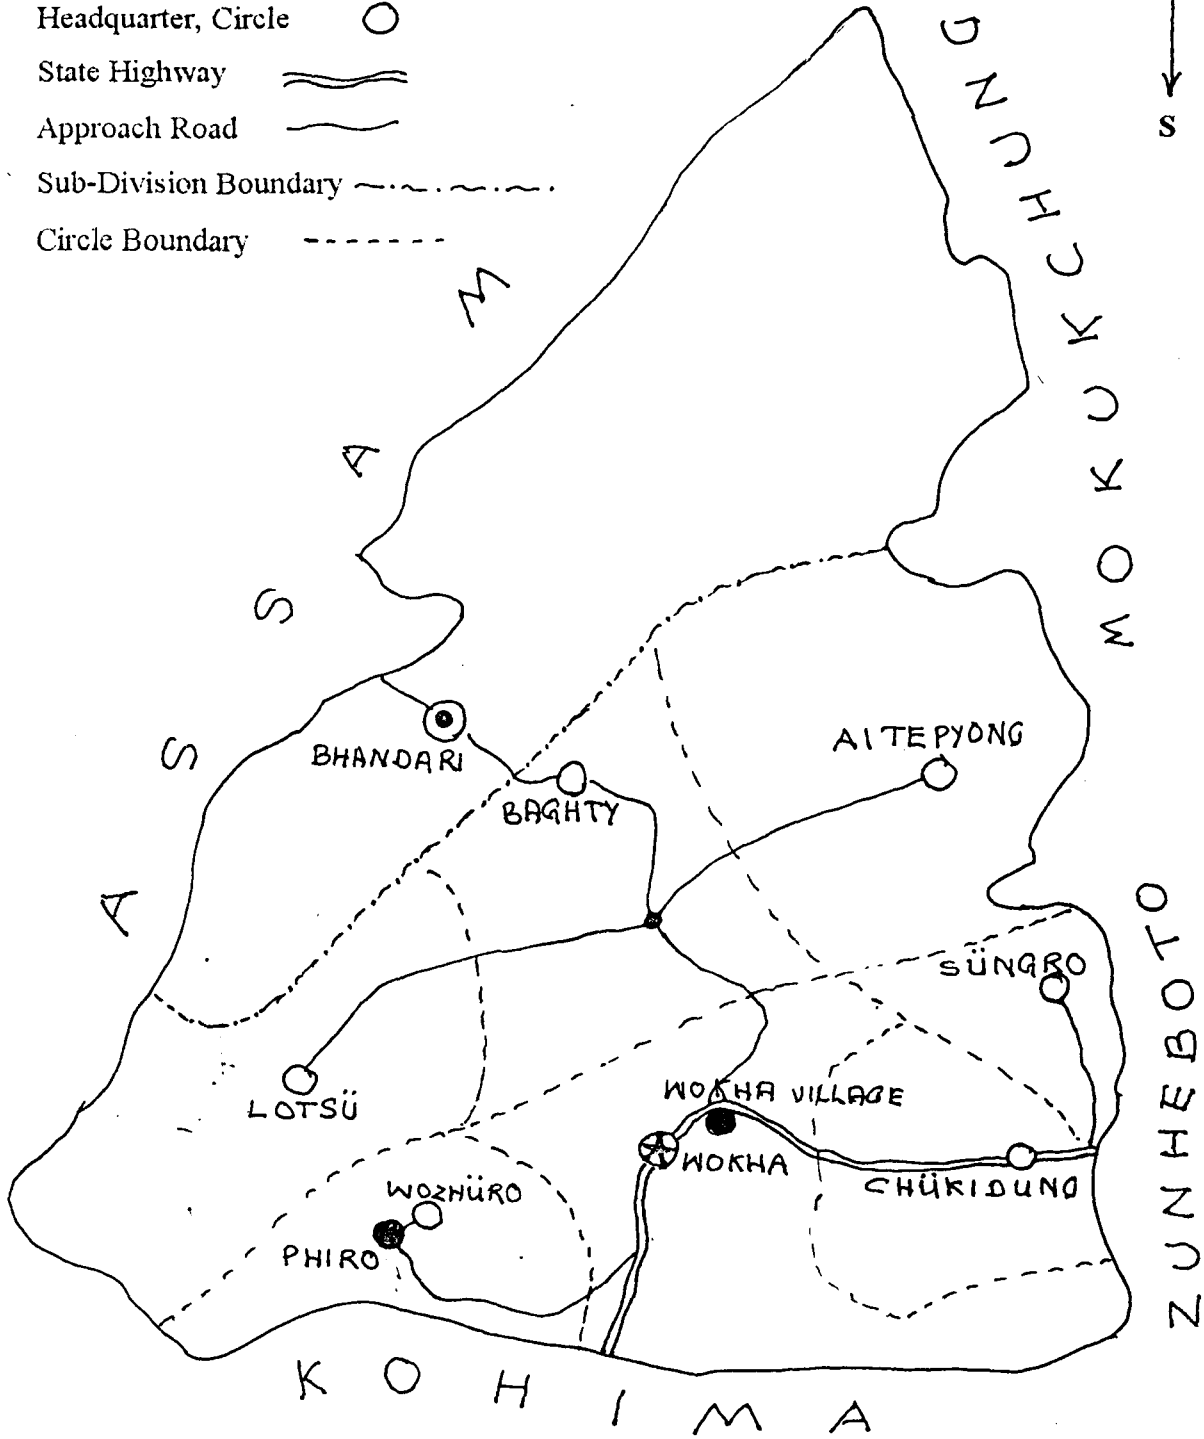 Headquarter, Circle
State Highway
Approach Road
Sub-Division Boundary
Circle Boundary
S
MOKUKCHUNG
ASSAM
BHANDARI
BAGHTY
AITEPYONG
SÜNGRO
ZUNHEBOTO
LOTSÜ
WOKHA VILLAGE
WOKHA
CHÜKIDUNG
WOZHÜRO
PHIRO
KOHIMA